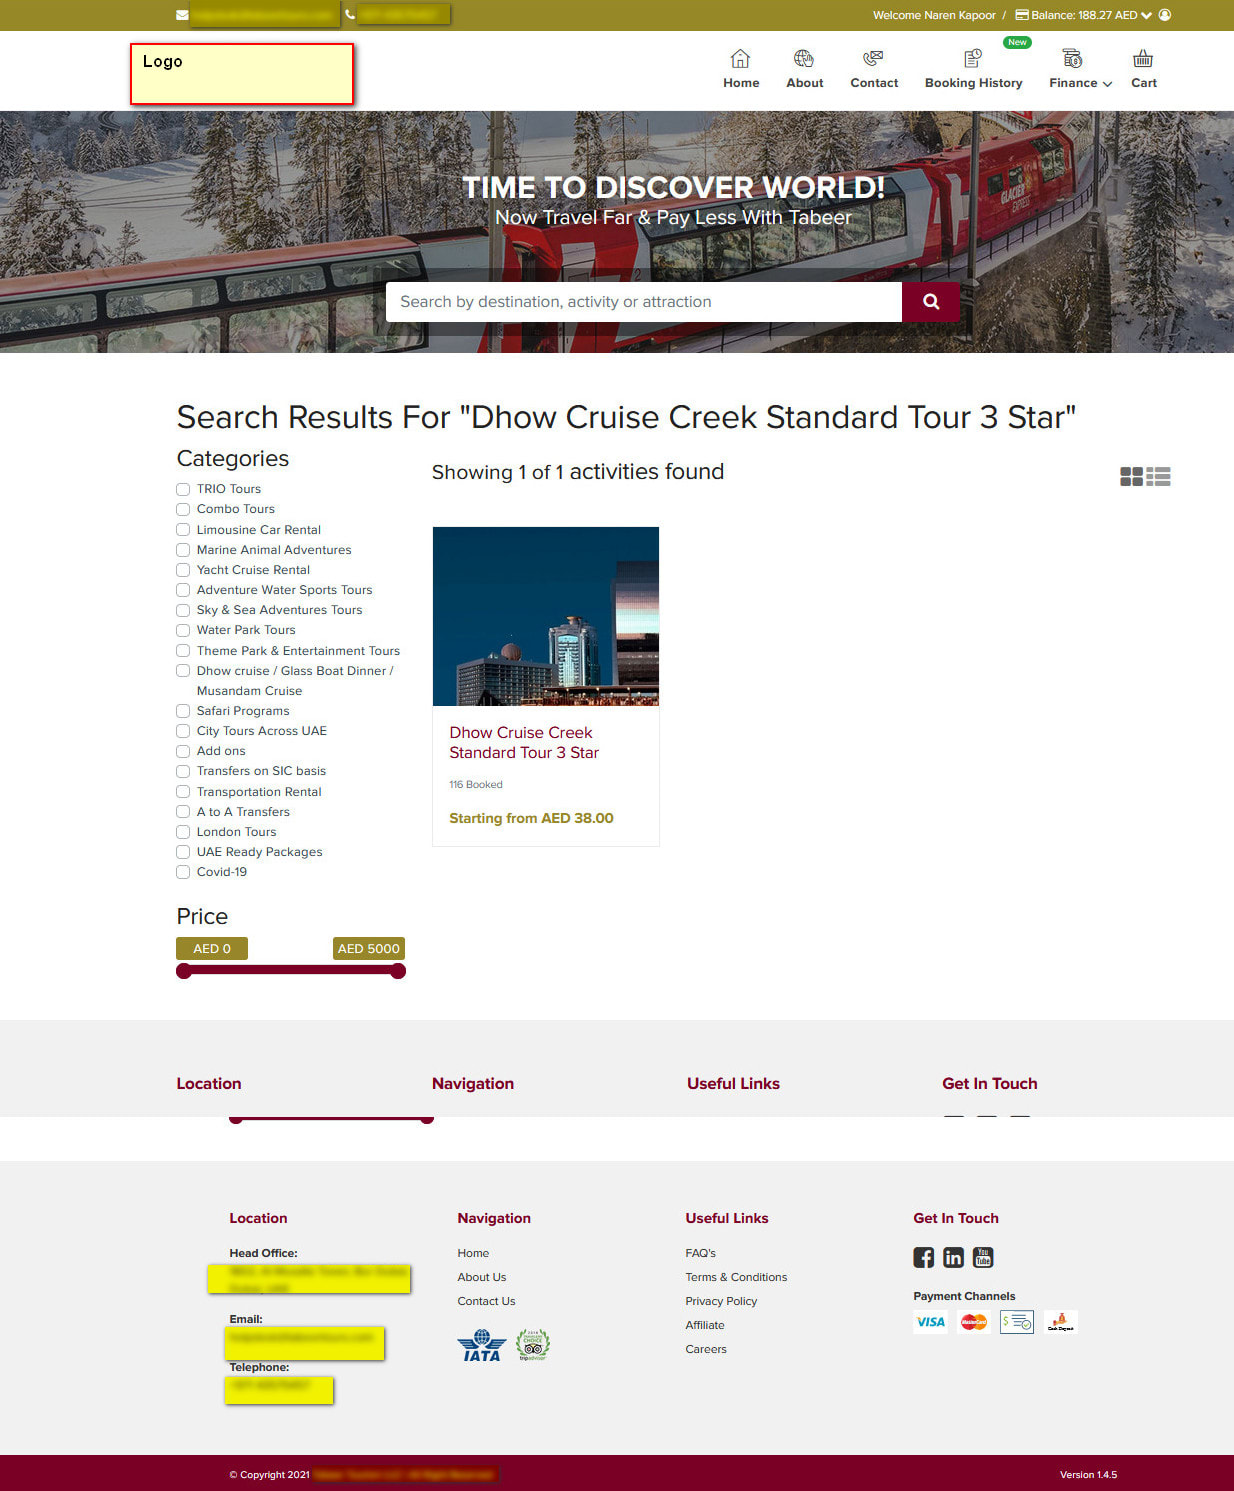 Welcome Naren Kapoor / Balance: 188.27 AED
Logo
New
Home About Contact Booking History Finance Cart
GLACIER
EXPRESS
TIME TO DISCOVER WORLD!
Now Travel Far & Pay Less With Tabeer
Search by destination, activity or attraction
Search Results For "Dhow Cruise Creek Standard Tour 3 Star"
Categories
Showing 1 of 1 activities found
TRIO Tours
Combo Tours
Limousine Car Rental
Marine Animal Adventures
Yacht Cruise Rental
Adventure Water Sports Tours
Sky & Sea Adventures Tours
Water Park Tours
Theme Park & Entertainment Tours
Dhow cruise / Glass Boat Dinner /
Musandam Cruise
Safari Programs
City Tours Across UAE
Add ons
Transfers on SIC basis
Transportation Rental
A to A Transfers
London Tours
UAE Ready Packages
Covid-19
Dhow Cruise Creek
Standard Tour 3 Star
116 Booked
Starting from AED 38.00
Price
AED 0 AED 5000
Location Navigation Useful Links Get In Touch
Location
Head Office:
Email:
Telephone:
Navigation
Home
About Us
Contact Us
IATA
tripadvisor
Useful Links
FAQ's
Terms & Conditions
Privacy Policy
Affiliate
Careers
Get In Touch
You
Tube
Payment Channels
VISA MasterCard Cash Deposit
© Copyright 2021
Version 1.4.5